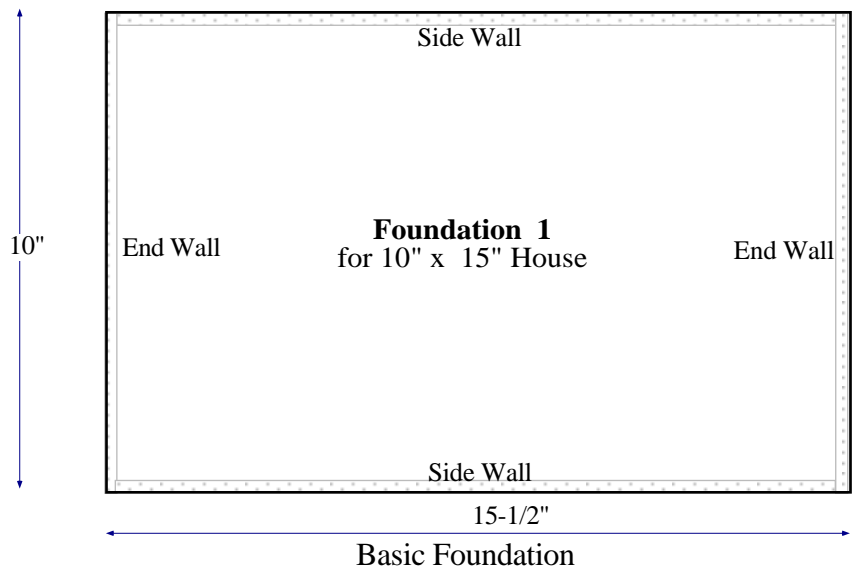 Side Wall
Foundation 1
for 10" x 15" House
10"
End Wall
End Wall
Side Wall
15-1/2"
Basic Foundation